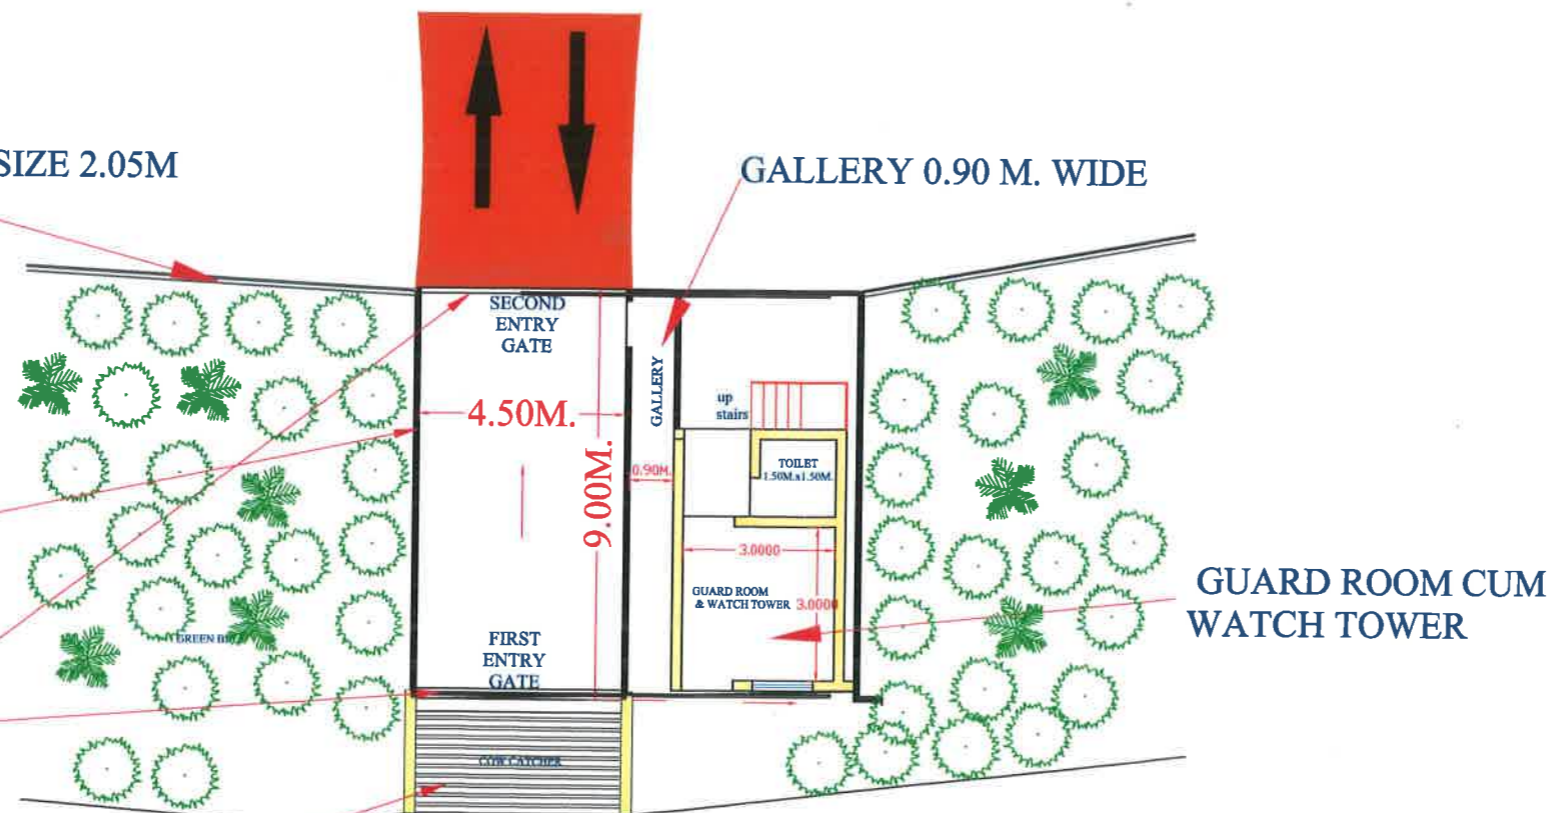 SIZE 2.05M
GALLERY 0.90 M. WIDE
SECOND
ENTRY
GATE
GALLERY
up
stairs
4.50M.
9.00M.
0.90M.
TOILET
1.50M.x1.50M.
3.0000
GUARD ROOM
& WATCH TOWER
3.0000
GUARD ROOM CUM
WATCH TOWER
GREEN
FIRST
ENTRY
GATE
COW CATCHER